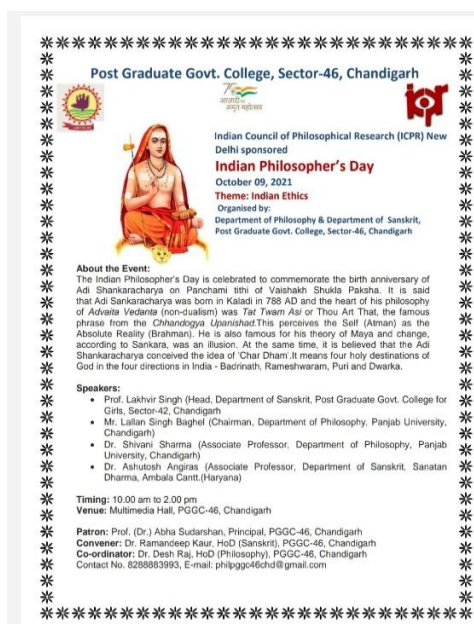 Post Graduate Govt. College, Sector-46, Chandigarh
75
आज़ादी का
अमृत महोत्सव
icpr
Indian Council of Philosophical Research (ICPR) New
Delhi sponsored
Indian Philosopher's Day
October 09, 2021
Theme: Indian Ethics
Organised by:
Department of Philosophy & Department of Sanskrit,
Post Graduate Govt. College, Sector-46, Chandigarh
About the Event:
The Indian Philosopher's Day is celebrated to commemorate the birth anniversary of
Adi Shankaracharya on Panchami tithi of Vaishakh Shukla Paksha. It is said
that Adi Sankaracharya was born in Kaladi in 788 AD and the heart of his philosophy
of Advaita Vedanta (non-dualism) was Tat Twam Asi or Thou Art That, the famous
phrase from the Chhandogya Upanishad.This perceives the Self (Atman) as the
Absolute Reality (Brahman). He is also famous for his theory of Maya and change,
according to Sankara, was an illusion. At the same time, it is believed that the Adi
Shankaracharya conceived the idea of 'Char Dham'.It means four holy destinations of
God in the four directions in India - Badrinath, Rameshwaram, Puri and Dwarka.
Speakers:
• Prof. Lakhvir Singh (Head, Department of Sanskrit, Post Graduate Govt. College for
Girls, Sector-42, Chandigarh
• Mr. Lallan Singh Baghel (Chairman, Department of Philosophy, Panjab University,
Chandigarh)
• Dr. Shivani Sharma (Associate Professor, Department of Philosophy, Panjab
University, Chandigarh)
• Dr. Ashutosh Angiras (Associate Professor, Department of Sanskrit, Sanatan
Dharma, Ambala Cantt.(Haryana)
Timing: 10.00 am to 2.00 pm
Venue: Multimedia Hall, PGGC-46, Chandigarh
Patron: Prof. (Dr.) Abha Sudarshan, Principal, PGGC-46, Chandigarh
Convener: Dr. Ramandeep Kaur, HoD (Sanskrit), PGGC-46, Chandigarh
Co-ordinator: Dr. Desh Raj, HoD (Philosophy), PGGC-46, Chandigarh
Contact No. 8288883993, E-mail: philpggc46chd@gmail.com